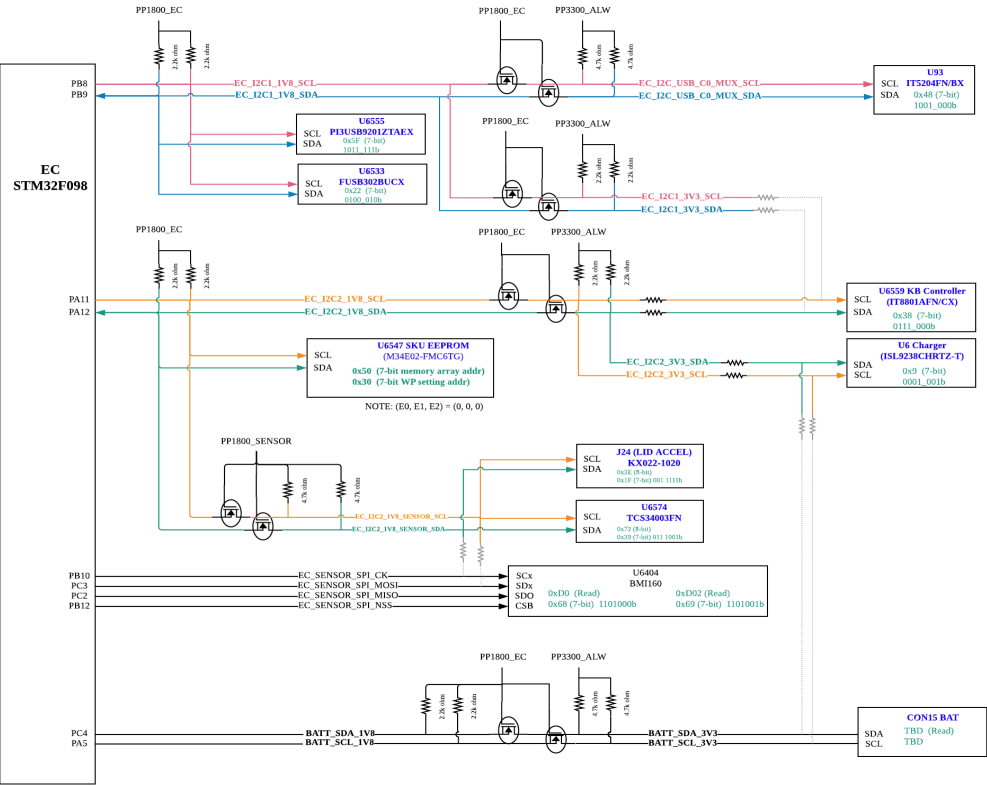 PP1800_EC
2.2k ohm
2.2k ohm
PP1800_EC
PP3300_ALW
4.7k ohm
4.7k ohm
EC
STM32F098
PB8
PB9
EC_I2C1_1V8_SCL
EC_I2C1_1V8_SDA
EC_I2C_USB_C0_MUX_SCL
EC_I2C_USB_C0_MUX_SDA
U93
SCL IT5204FN/BX
SDA 0x48 (7-bit)
1001_000b
U6555
SCL PI3USB9201ZTAEX
SDA 0x5F (7-bit)
1011_111b
U6533
SCL FUSB302BUCX
SDA 0x22 (7-bit)
0100_010b
PP1800_EC
PP3300_ALW
2.2k ohm
2.2k ohm
EC_I2C1_3V3_SCL
EC_I2C1_3V3_SDA
PP1800_EC
2.2k ohm
2.2k ohm
PP1800_EC
PP3300_ALW
2.2k ohm
2.2k ohm
PA11
PA12
EC_I2C2_1V8_SCL
EC_I2C2_1V8_SDA
U6559 KB Controller
SCL (IT8801AFN/CX)
SDA 0x38 (7-bit)
0111_000b
U6547 SKU EEPROM
SCL (M34E02-FMC6TG)
SDA 0x50 (7-bit memory array addr)
0x30 (7-bit WP setting addr)
NOTE: (E0, E1, E2) = (0, 0, 0)
EC_I2C2_3V3_SDA
EC_I2C2_3V3_SCL
U6 Charger
SDA (ISL9238CHRTZ-T)
SCL 0x9 (7-bit)
0001_001b
PP1800_SENSOR
4.7k ohm
4.7k ohm
EC_I2C2_1V8_SENSOR_SCL
EC_I2C2_1V8_SENSOR_SDA
J24 (LID ACCEL)
SCL KX022-1020
SDA 0x3E (8-bit)
0x1F (7-bit) 001 1111b
U6574
SCL TCS34003FN
SDA 0x72 (8-bit)
0x39 (7-bit) 011 1001b
PB10
PC3
PC2
PB12
EC_SENSOR_SPI_CK
EC_SENSOR_SPI_MOSI
EC_SENSOR_SPI_MISO
EC_SENSOR_SPI_NSS
U6404
SCx
SDx BMI160
SDO 0xD0 (Read) 0xD02 (Read)
CSB 0x68 (7-bit) 1101000b 0x69 (7-bit) 1101001b
PP1800_EC
PP3300_ALW
2.2k ohm
2.2k ohm
4.7k ohm
4.7k ohm
PC4
PA5
BATT_SDA_1V8
BATT_SCL_1V8
BATT_SDA_3V3
BATT_SCL_3V3
CON15 BAT
SDA TBD (Read)
SCL TBD